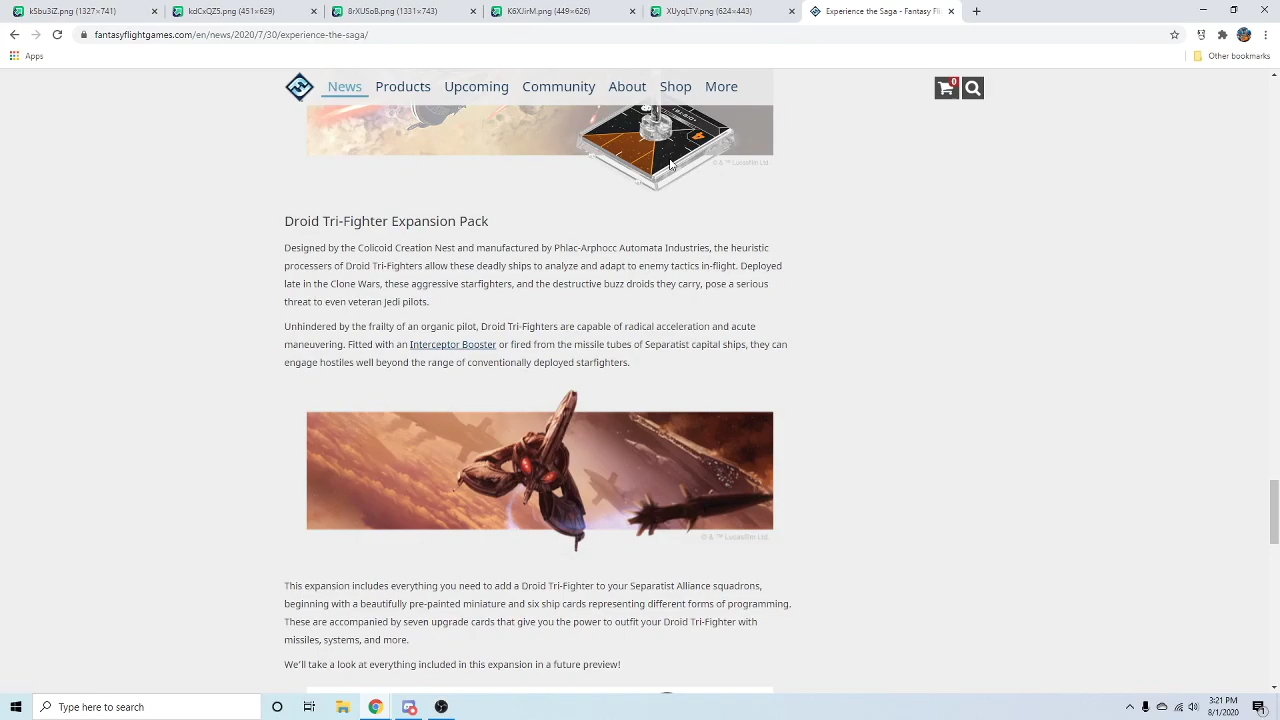 k5bu3iZ.png (1127×741)
kdCxQZ5.png (451×629)
8rXUSoB.png (1331×743)
K6XJirM.png (449×626)
XUyqLTV.png (624×443)
Experience the Saga - Fantasy Fli
fantasyflightgames.com/en/news/2020/7/30/experience-the-saga/
Apps
Other bookmarks
News Products Upcoming Community About Shop More
0
© & ™ Lucasfilm Ltd.
Droid Tri-Fighter Expansion Pack
Designed by the Colicoid Creation Nest and manufactured by Phlac-Arphocc Automata Industries, the heuristic
processers of Droid Tri-Fighters allow these deadly ships to analyze and adapt to enemy tactics in-flight. Deployed
late in the Clone Wars, these aggressive starfighters, and the destructive buzz droids they carry, pose a serious
threat to even veteran Jedi pilots.
Unhindered by the frailty of an organic pilot, Droid Tri-Fighters are capable of radical acceleration and acute
maneuvering. Fitted with an Interceptor Booster or fired from the missile tubes of Separatist capital ships, they can
engage hostiles well beyond the range of conventionally deployed starfighters.
© & ™ Lucasfilm Ltd.
This expansion includes everything you need to add a Droid Tri-Fighter to your Separatist Alliance squadrons,
beginning with a beautifully pre-painted miniature and six ship cards representing different forms of programming.
These are accompanied by seven upgrade cards that give you the power to outfit your Droid Tri-Fighter with
missiles, systems, and more.
We'll take a look at everything included in this expansion in a future preview!
Type here to search
3:21 PM
8/1/2020